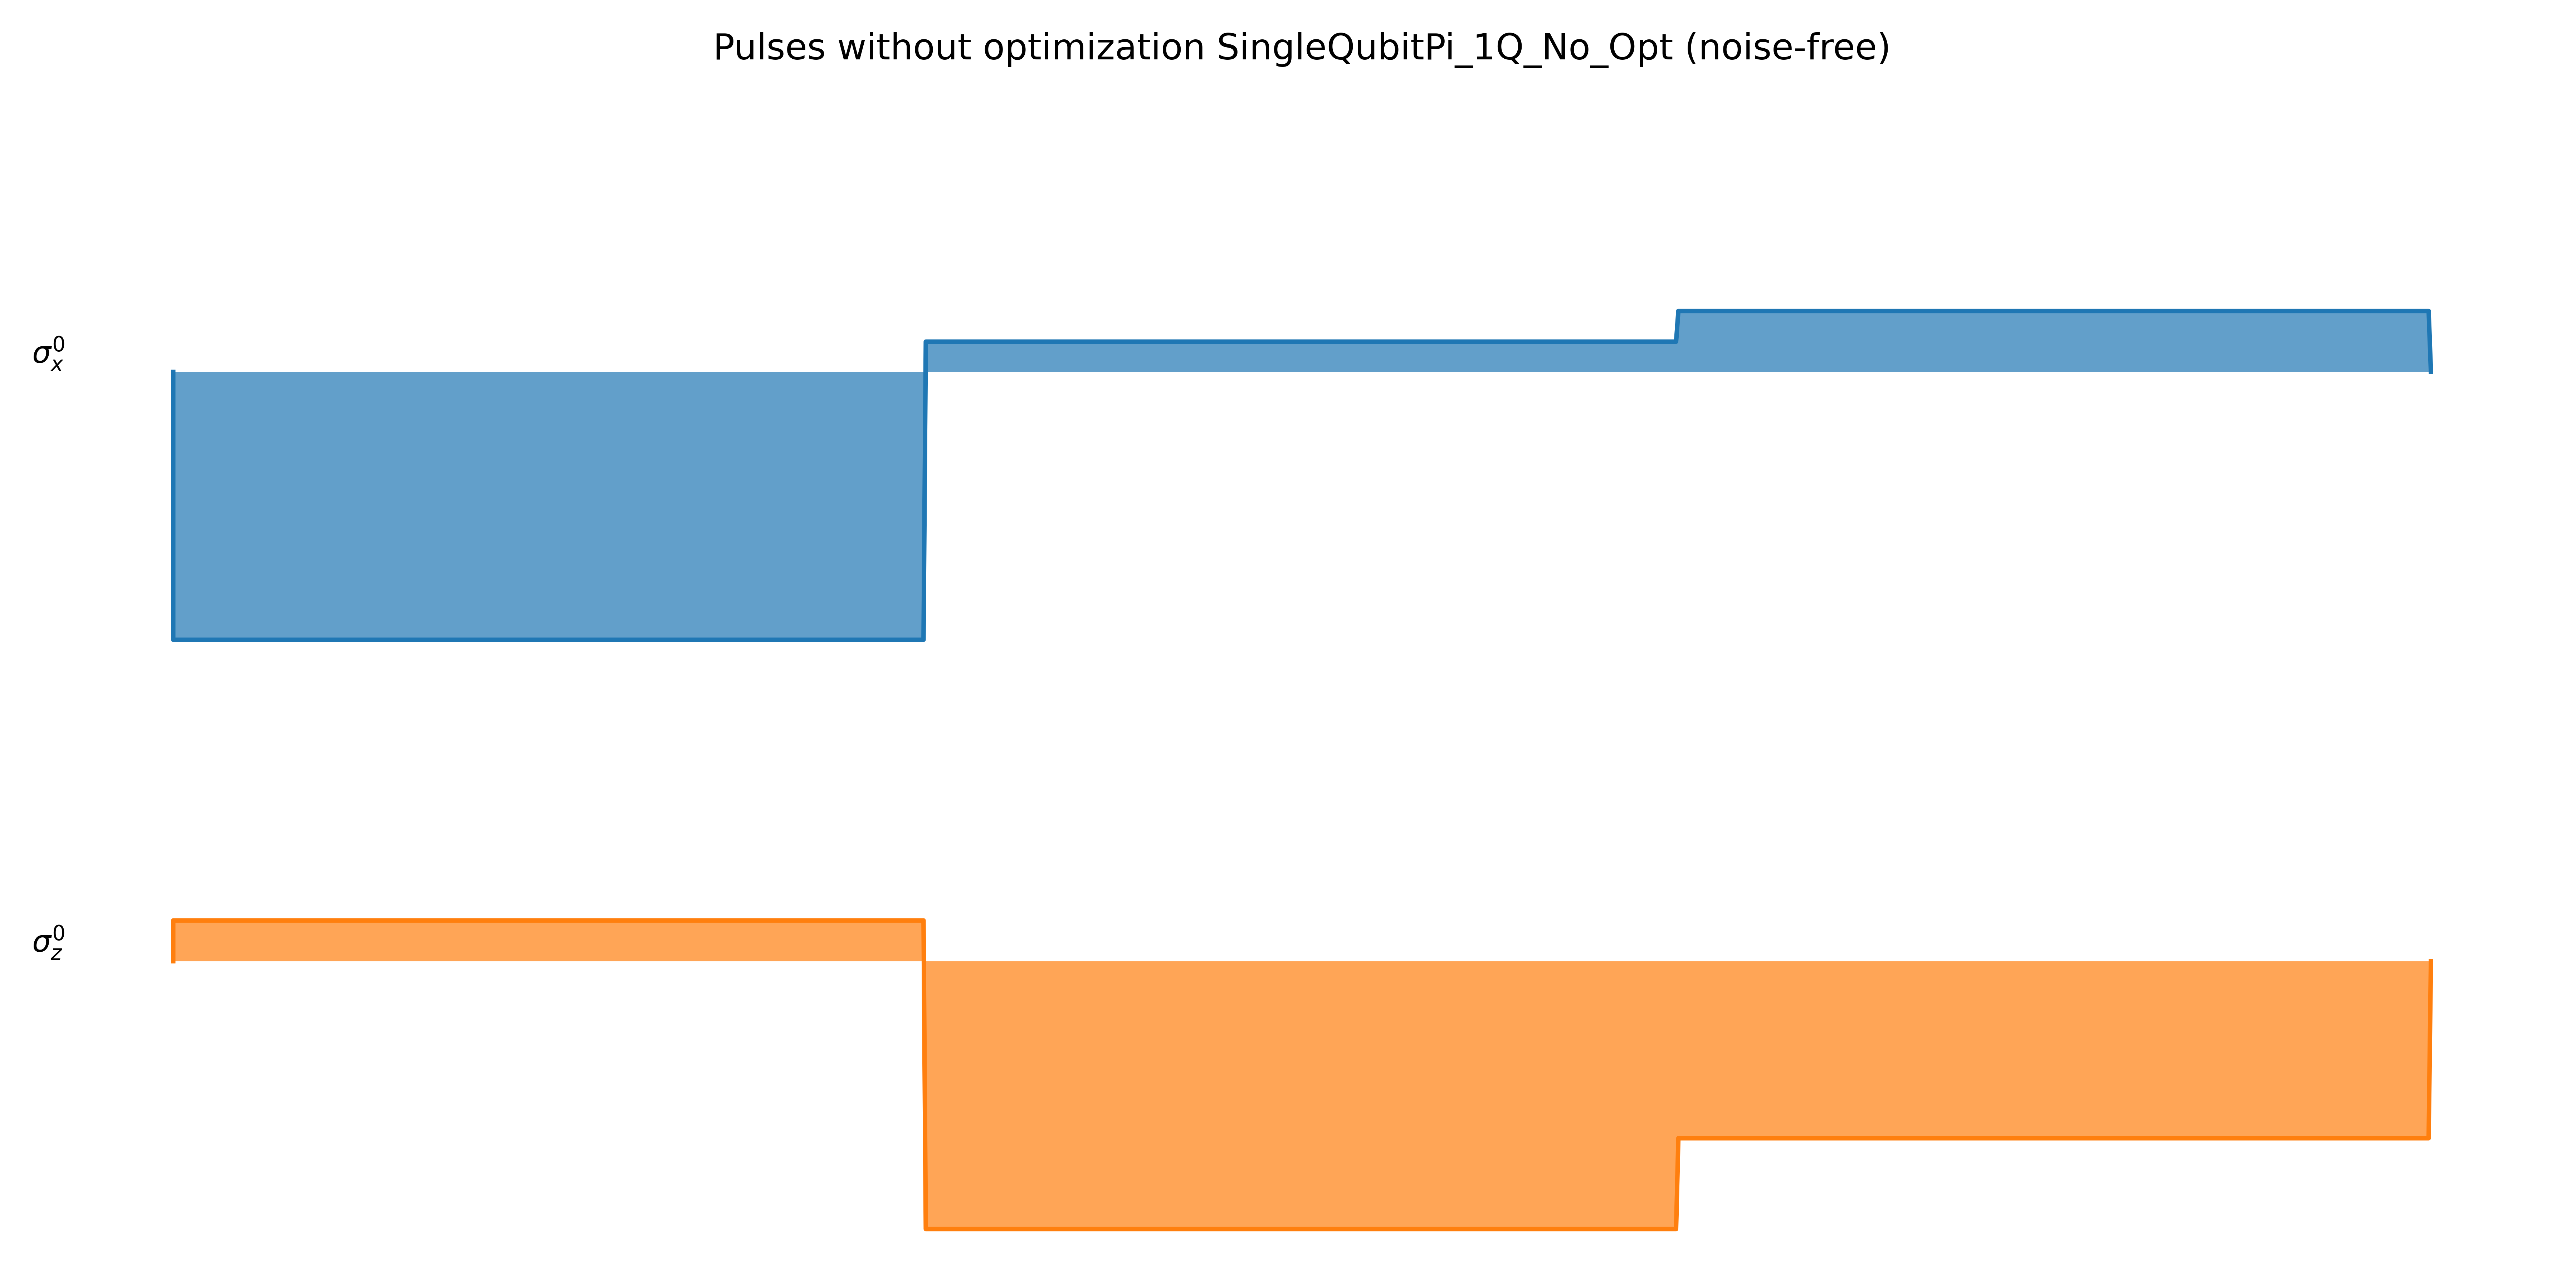 Pulses without optimization SingleQubitPi_1Q_No_Opt (noise-free)
σ_x^0
σ_z^0